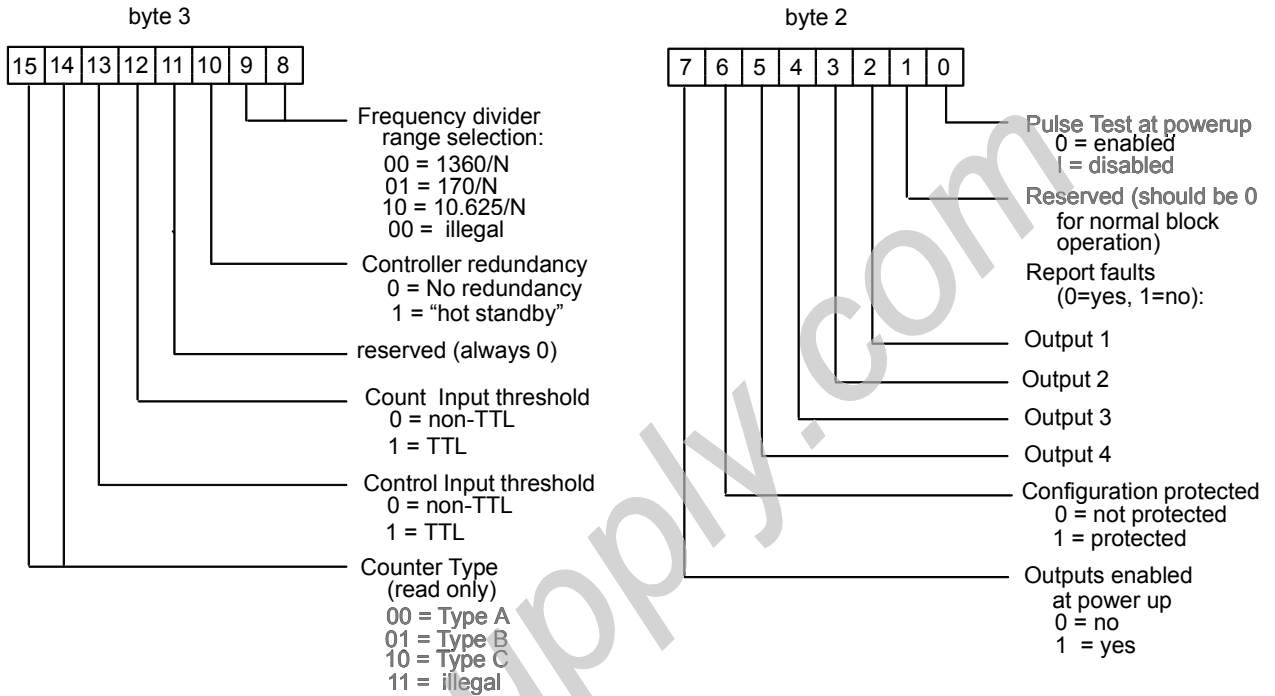 byte 3
15 14 13 12 11 10 9 8
Frequency divider
range selection:
00 = 1360/N
01 = 170/N
10 = 10.625/N
00 = illegal
Controller redundancy
0 = No redundancy
1 = “hot standby”
reserved (always 0)
Count Input threshold
0 = non-TTL
1 = TTL
Control Input threshold
0 = non-TTL
1 = TTL
Counter Type
(read only)
00 = Type A
01 = Type B
10 = Type C
11 = illegal
byte 2
7 6 5 4 3 2 1 0
Pulse Test at powerup
0 = enabled
I = disabled
Reserved (should be 0
for normal block
operation)
Report faults
(0=yes, 1=no):
Output 1
Output 2
Output 3
Output 4
Configuration protected
0 = not protected
1 = protected
Outputs enabled
at power up
0 = no
1 = yes
upply.com